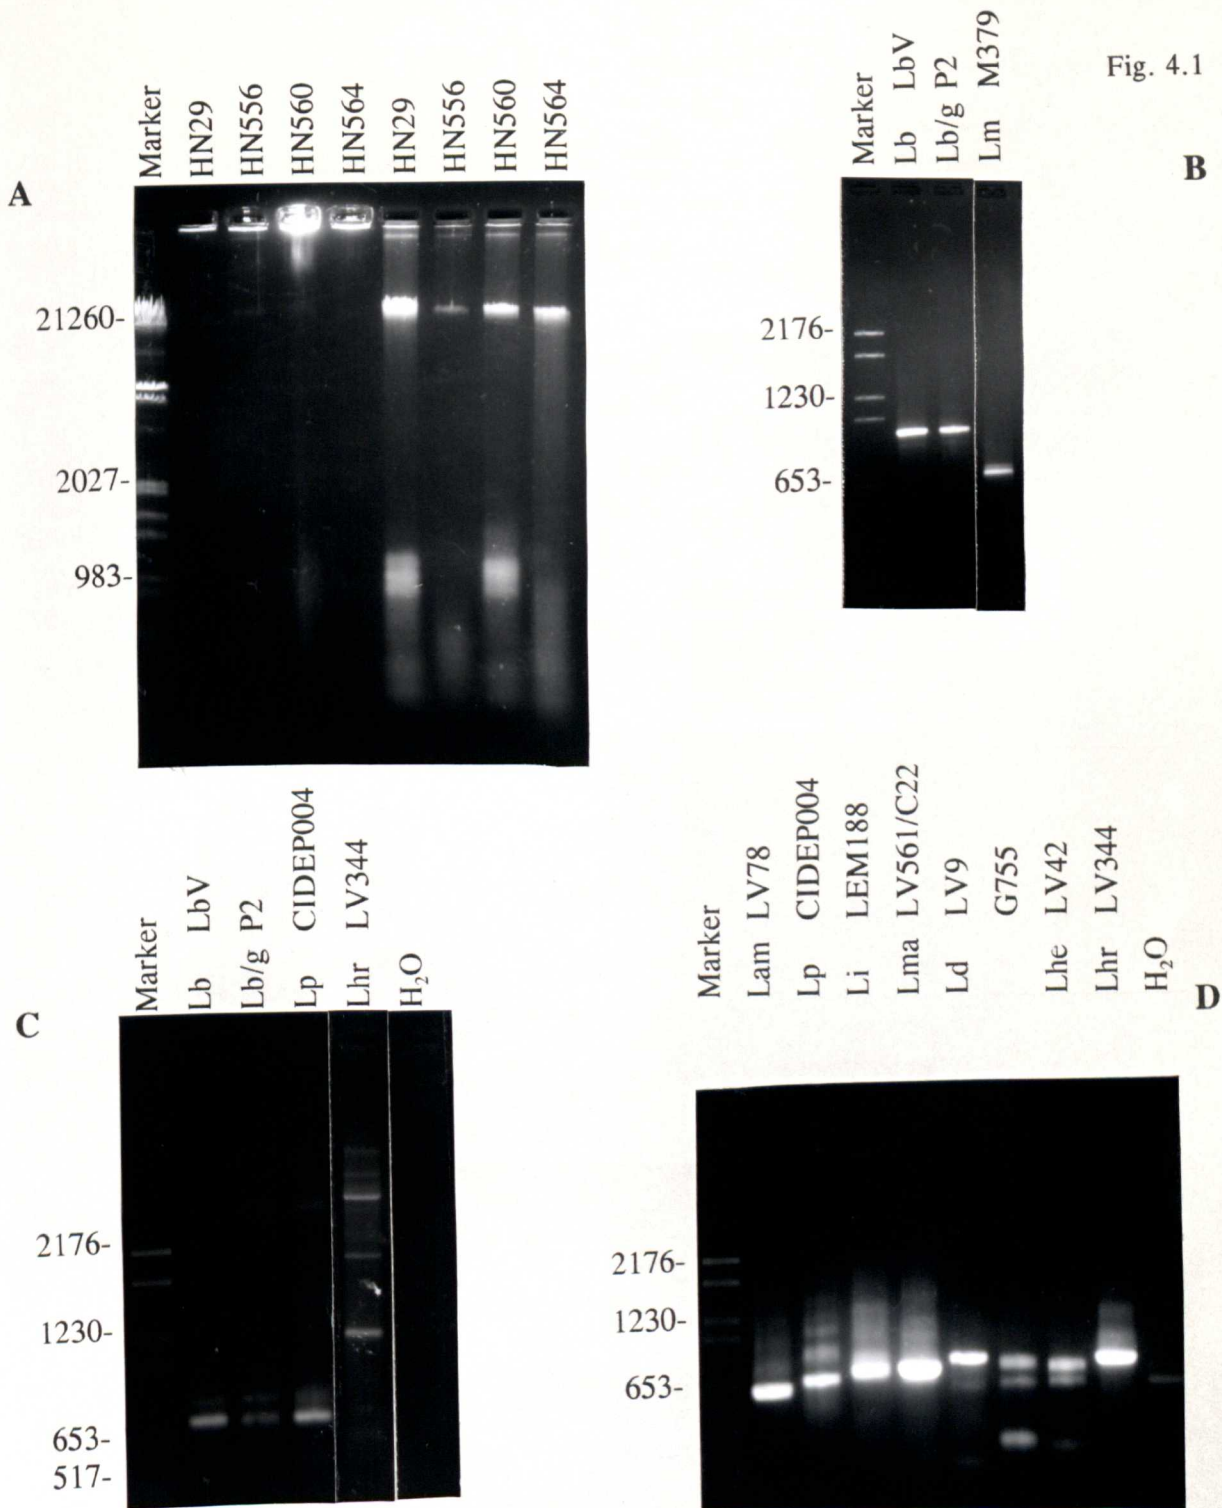 Fig. 4.1
A
Marker
HN29
HN556
HN560
HN564
HN29
HN556
HN560
HN564
21260-
2027-
983-
B
Marker
Lb LbV
Lb/g P2
Lm M379
2176-
1230-
653-
C
Marker
Lb LbV
Lb/g P2
Lp CIDEP004
Lhr LV344
H₂O
2176-
1230-
653-
517-
D
Marker
Lam LV78
Lp CIDEP004
Li LEM188
Lma LV561/C22
Ld LV9
G755
Lhe LV42
Lhr LV344
H₂O
2176-
1230-
653-